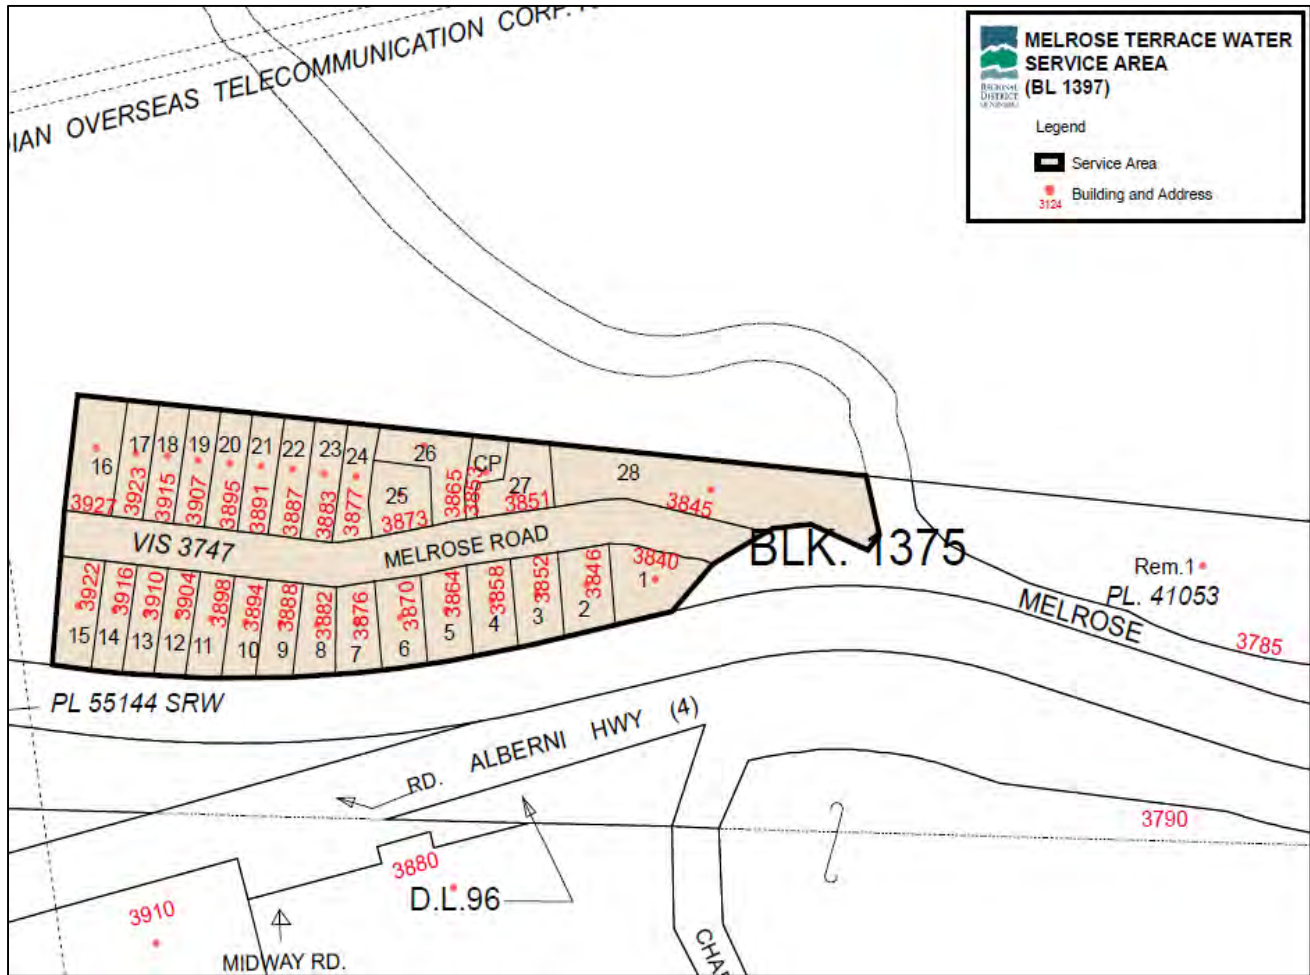 IAN OVERSEAS TELECOMMUNICATION CORP.
MELROSE TERRACE WATER
SERVICE AREA
(BL 1397)
REGIONAL
DISTRICT
OF NANAIMO
Legend
Service Area
3124 Building and Address
16 17 18 19 20 21 22 23 24 25 26 CP 27 28
3927 3923 3915 3907 3895 3891 3887 3883 3877 3873 3865 3853 3851 3845
VIS 3747
MELROSE ROAD
BLK. 1375
3922 3916 3910 3904 3898 3894 3888 3882 3876 3870 3864 3858 3852 3846 3840
15 14 13 12 11 10 9 8 7 6 5 4 3 2 1
Rem.1
PL. 41053
MELROSE
3785
PL 55144 SRW
RD. ALBERNI HWY (4)
3790
3880
D.L.96
3910
MIDWAY RD.